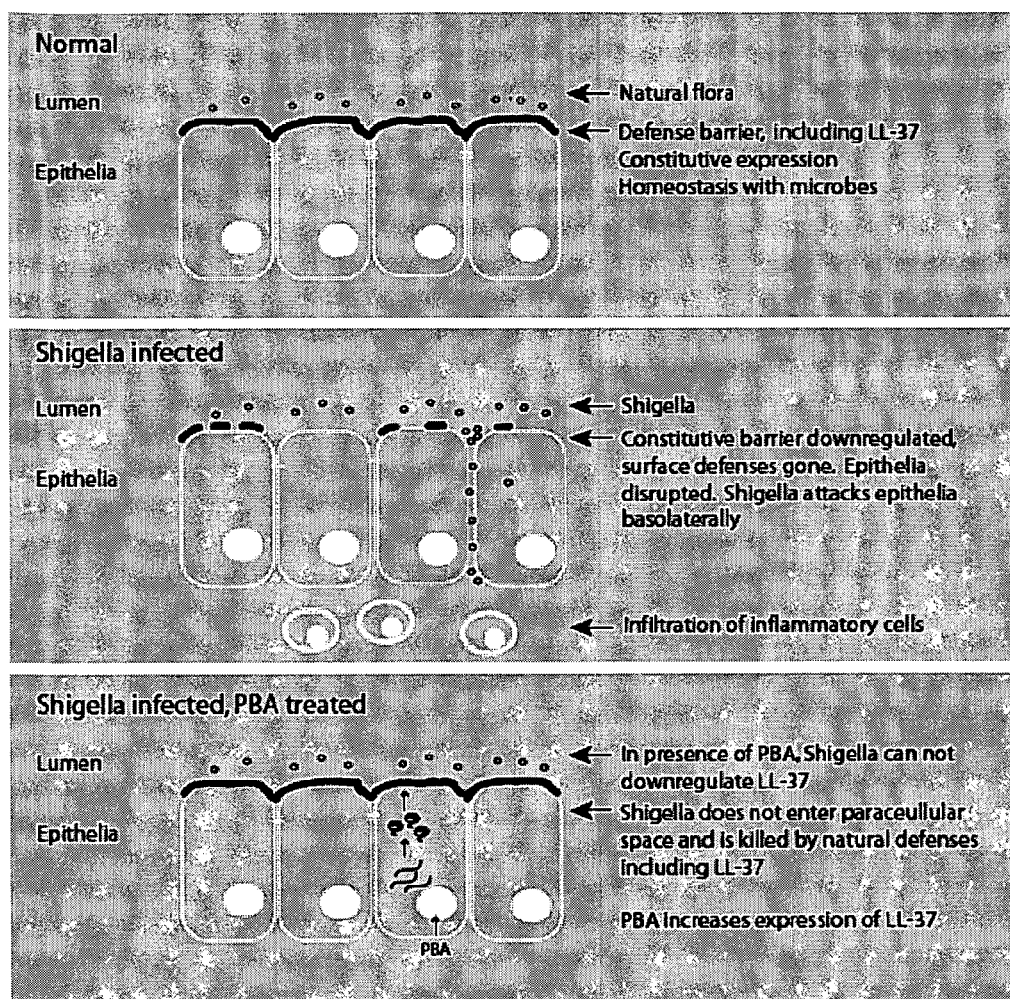 Normal
Lumen
Natural flora
Epithelia
Defense barrier, including LL-37
Constitutive expression
Homeostasis with microbes
Shigella infected
Lumen
Shigella
Epithelia
Constitutive barrier downregulated,
surface defenses gone. Epithelia
disrupted. Shigella attacks epithelia
basolaterally
Infiltration of inflammatory cells
Shigella infected, PBA treated
Lumen
In presence of PBA, Shigella can not
downregulate LL-37
Epithelia
Shigella does not enter paraceullular
space and is killed by natural defenses
including LL-37
PBA increases expression of LL-37
PBA